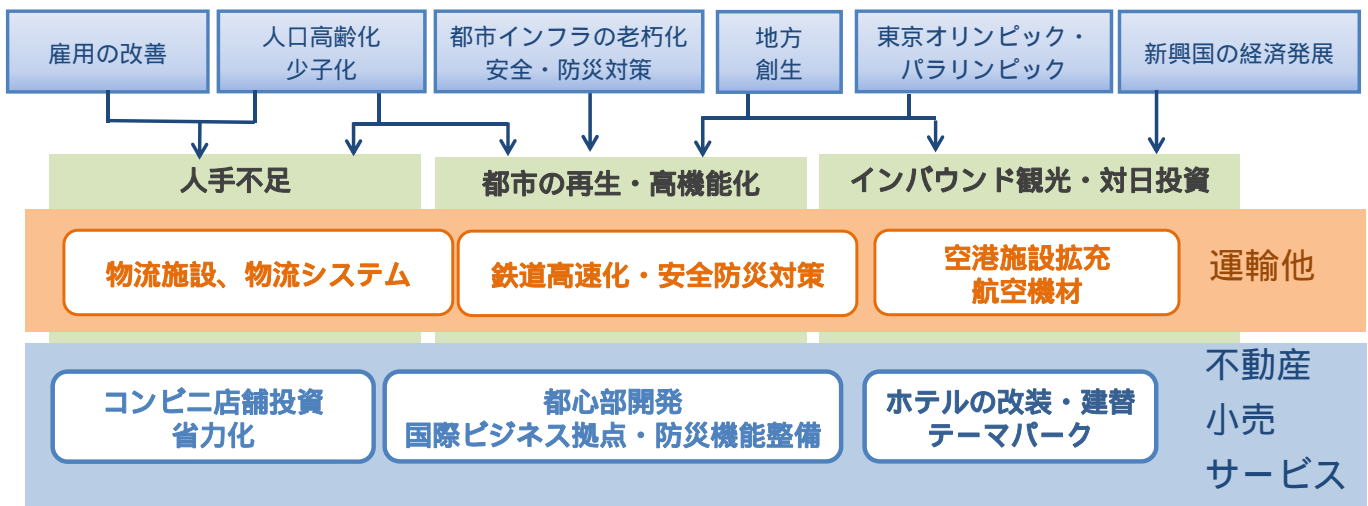 雇用の改善
人口高齢化
少子化
都市インフラの老朽化
安全・防災対策
地方
創生
東京オリンピック・
パラリンピック
新興国の経済発展
人手不足
都市の再生・高機能化
インバウンド観光・対日投資
物流施設、物流システム
鉄道高速化・安全防災対策
空港施設拡充
航空機材
運輸他
コンビニ店舗投資
省力化
都心部開発
国際ビジネス拠点・防災機能整備
ホテルの改装・建替
テーマパーク
不動産
小売
サービス